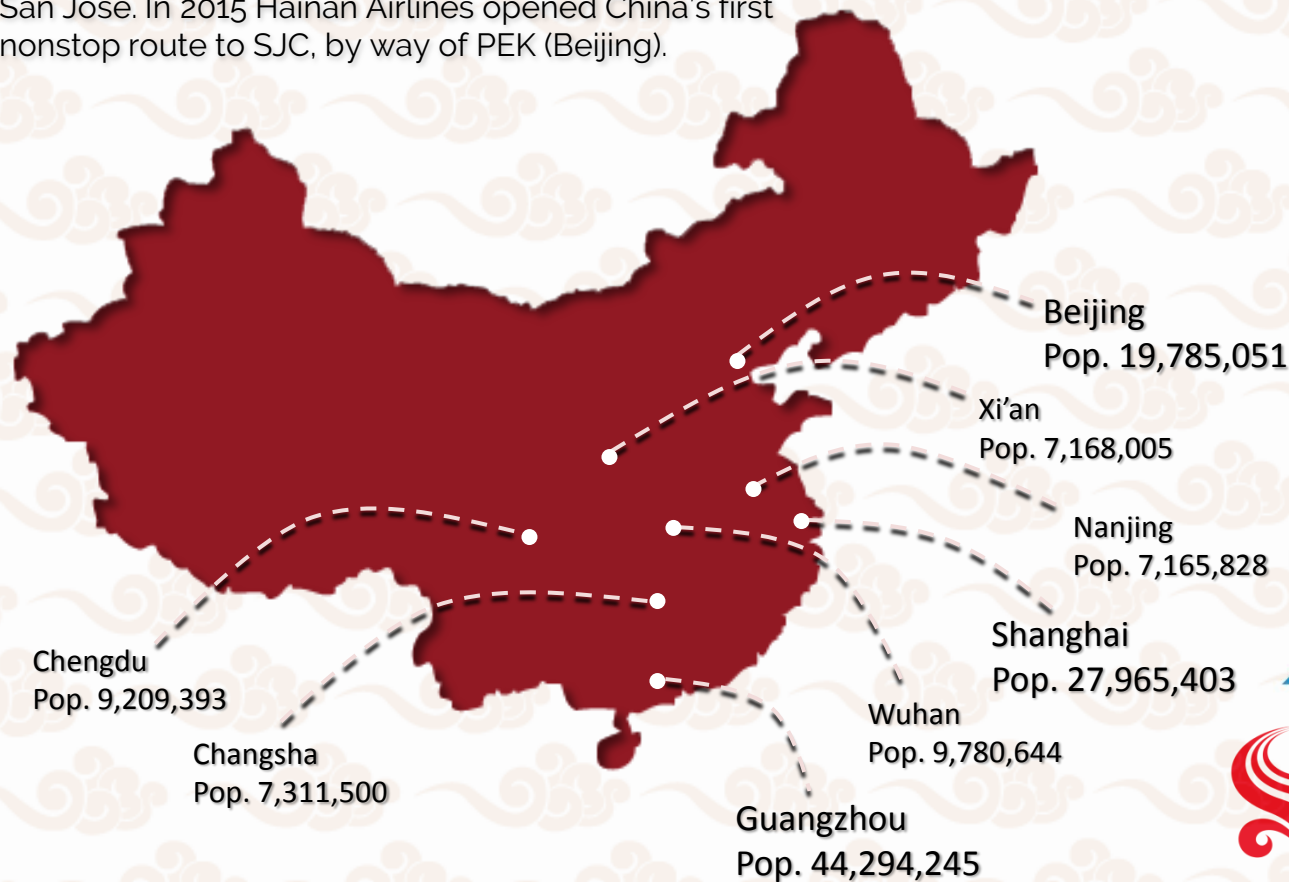 San Jose. In 2015 Hainan Airlines opened China's first
nonstop route to SJC, by way of PEK (Beijing).
Beijing
Pop. 19,785,051
Xi’an
Pop. 7,168,005
Nanjing
Pop. 7,165,828
Shanghai
Pop. 27,965,403
Chengdu
Pop. 9,209,393
Wuhan
Pop. 9,780,644
Changsha
Pop. 7,311,500
Guangzhou
Pop. 44,294,245